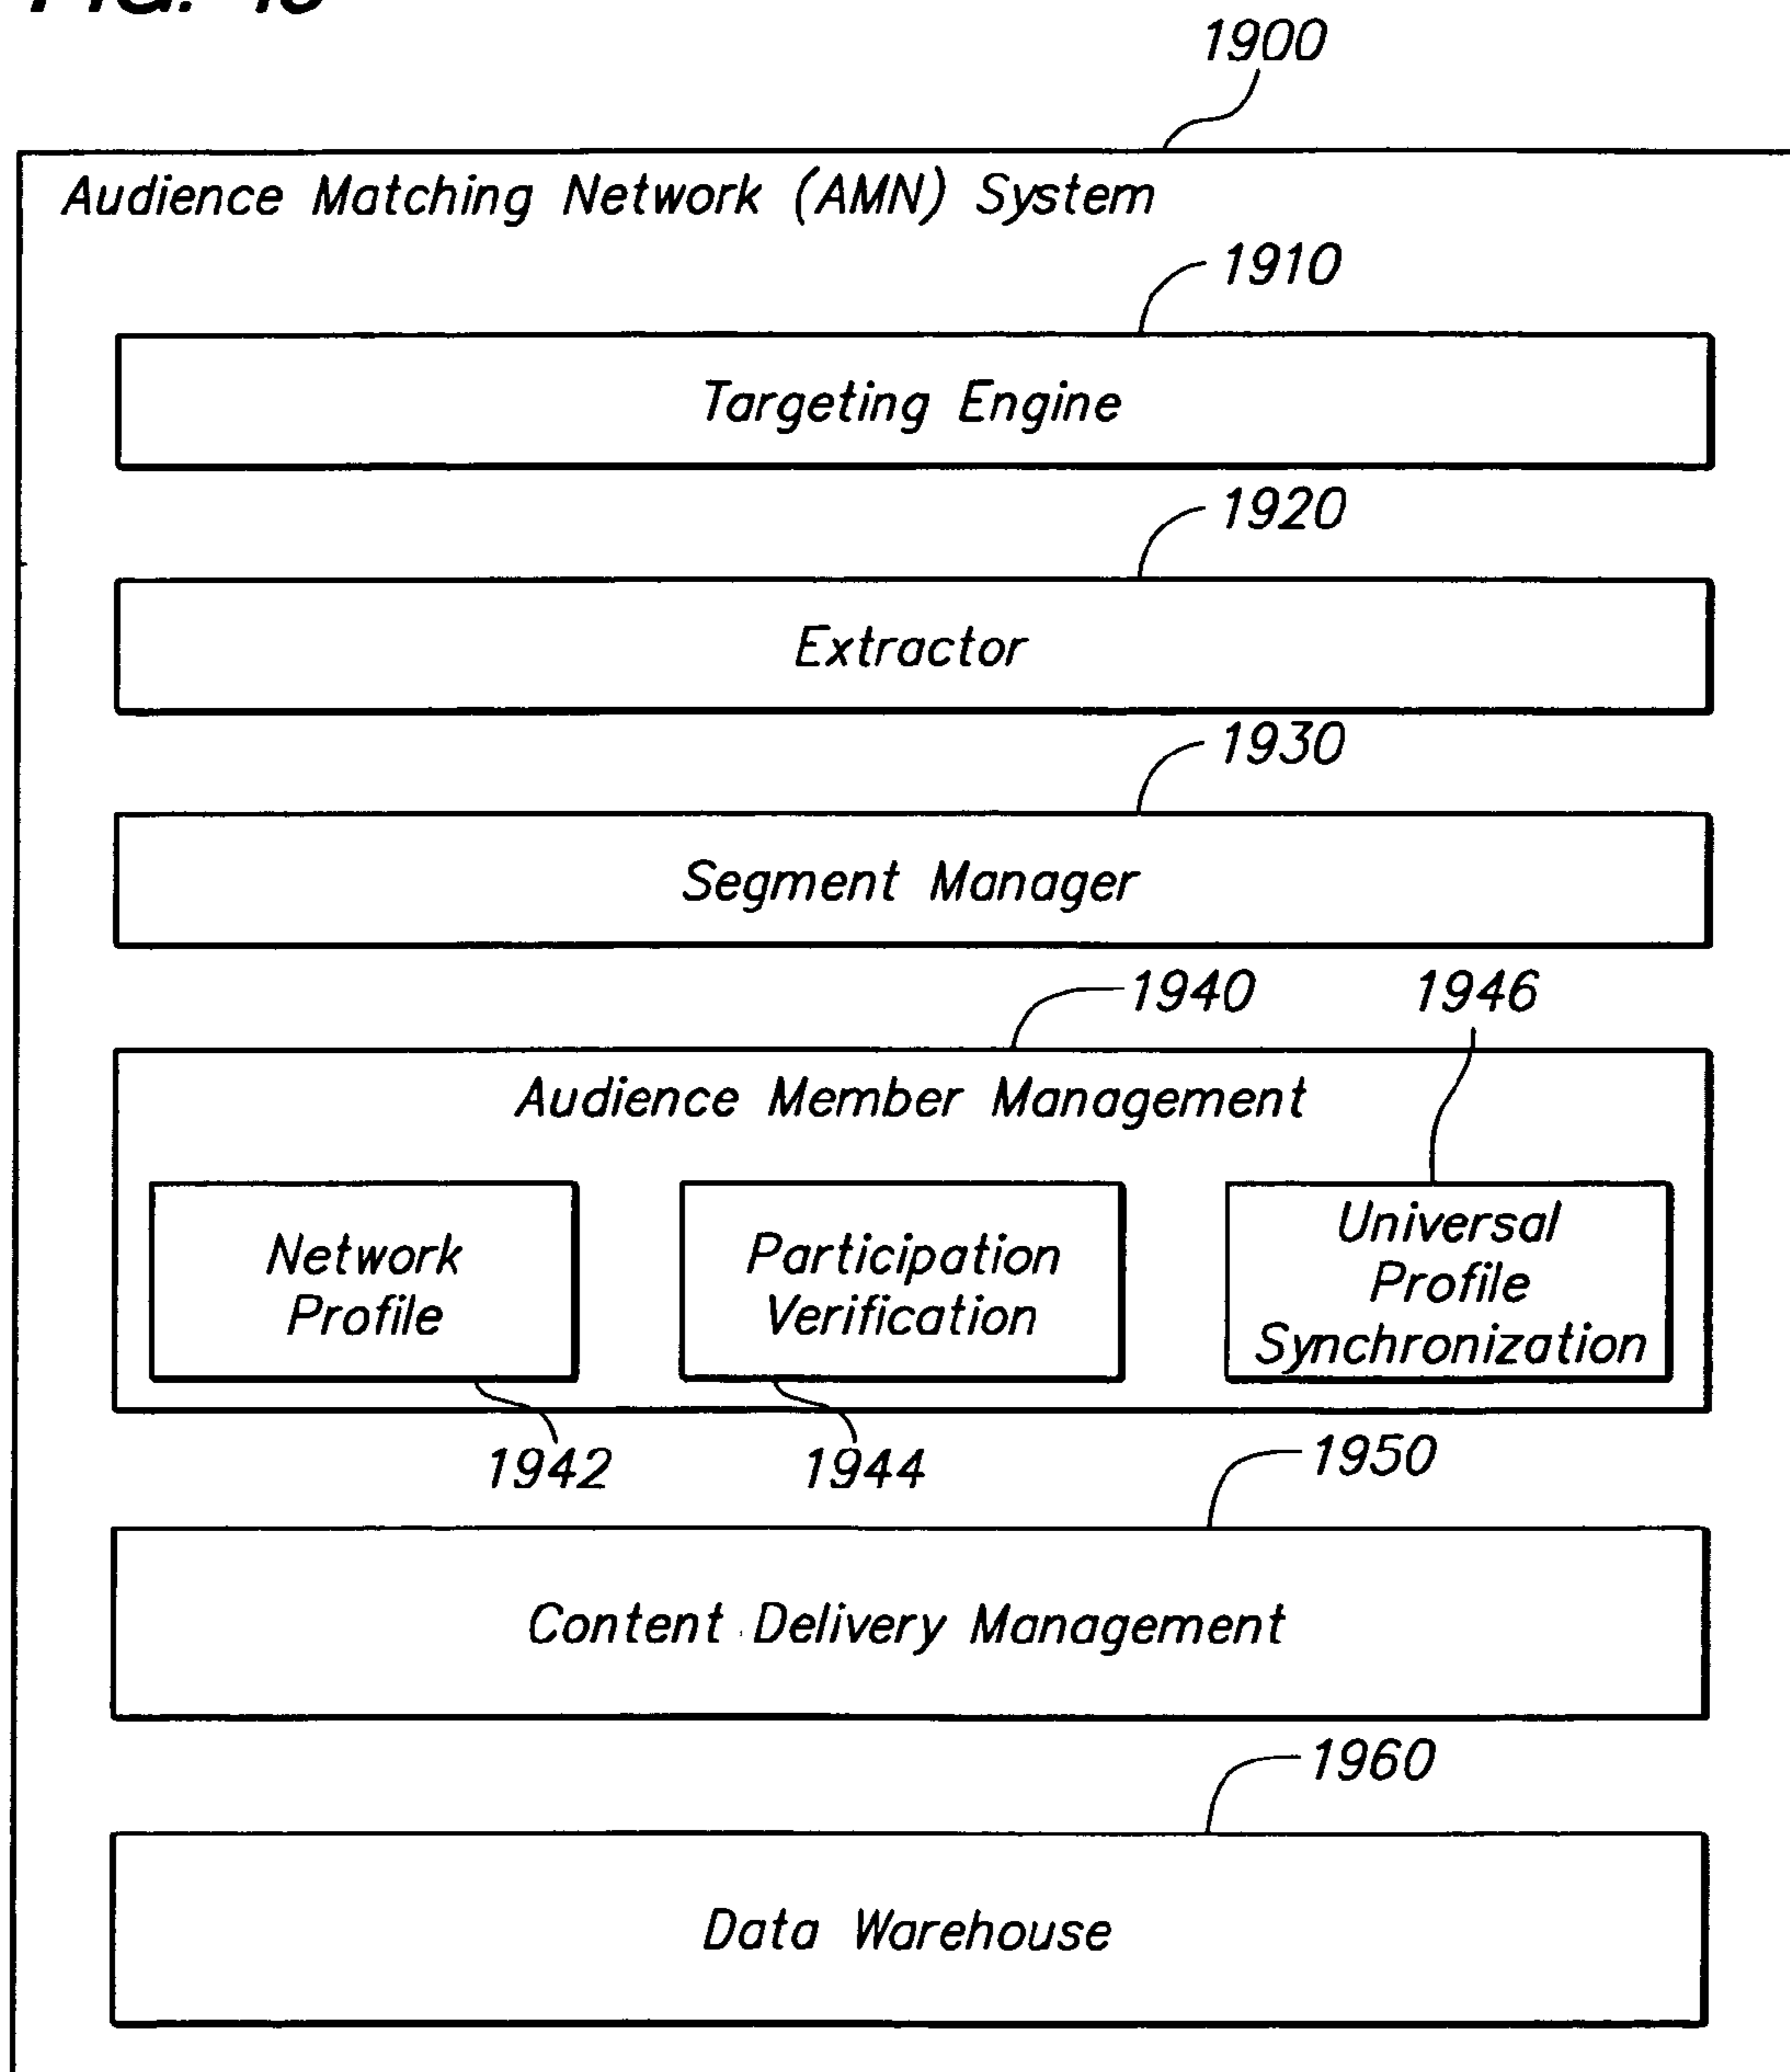 1900
Audience Matching Network (AMN) System
1910
Targeting Engine
1920
Extractor
1930
Segment Manager
1940
1946
Audience Member Management
Network
Profile
Participation
Verification
Universal
Profile
Synchronization
1942
1944
1950
Content Delivery Management
1960
Data Warehouse